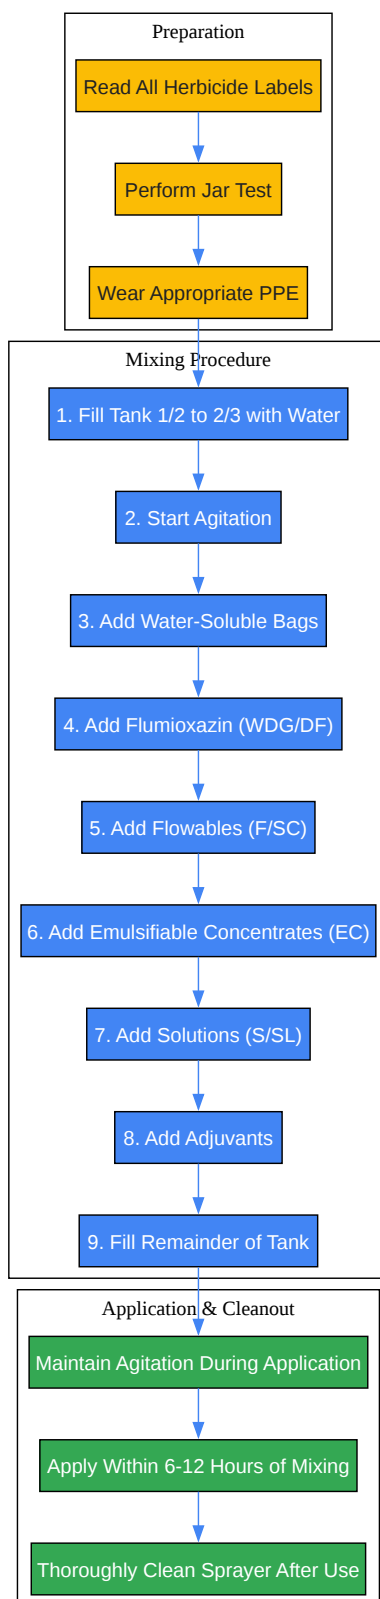 Preparation
Read All Herbicide Labels
Perform Jar Test
Wear Appropriate PPE
Mixing Procedure
1. Fill Tank 1/2 to 2/3 with Water
2. Start Agitation
3. Add Water-Soluble Bags
4. Add Flumioxazin (WDG/DF)
5. Add Flowables (F/SC)
6. Add Emulsifiable Concentrates (EC)
7. Add Solutions (S/SL)
8. Add Adjuvants
9. Fill Remainder of Tank
Application & Cleanout
Maintain Agitation During Application
Apply Within 6-12 Hours of Mixing
Thoroughly Clean Sprayer After Use